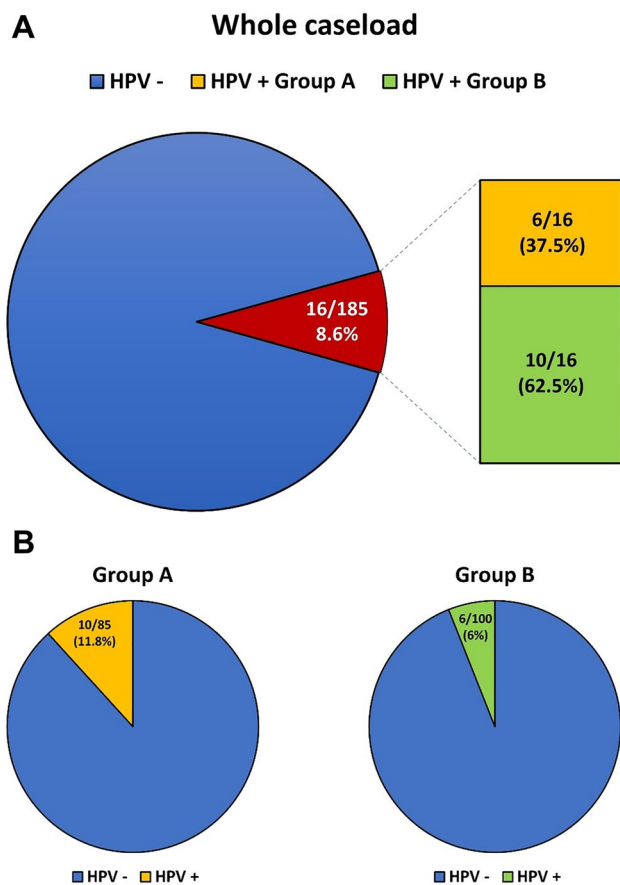 A
Whole caseload
HPV - HPV + Group A HPV + Group B
16/185
8.6%
6/16
(37.5%)
10/16
(62.5%)
B
Group A
10/85
(11.8%)
HPV - HPV +
Group B
6/100
(6%)
HPV - HPV +